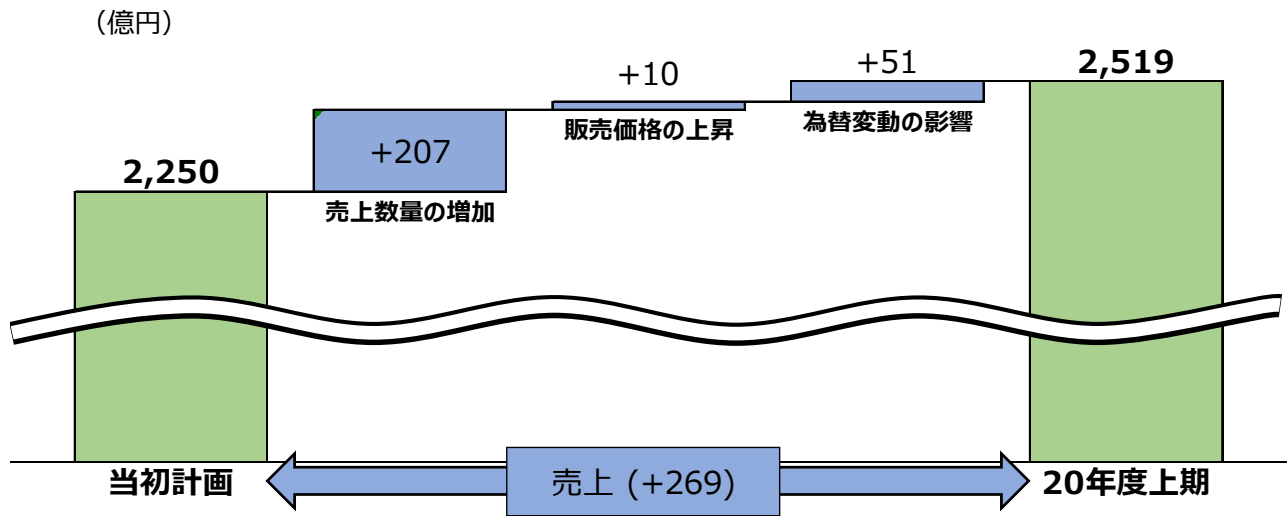 （億円）
2,250
+207
売上数量の増加
+10
販売価格の上昇
+51
為替変動の影響
2,519
当初計画
売上 (+269)
20年度上期